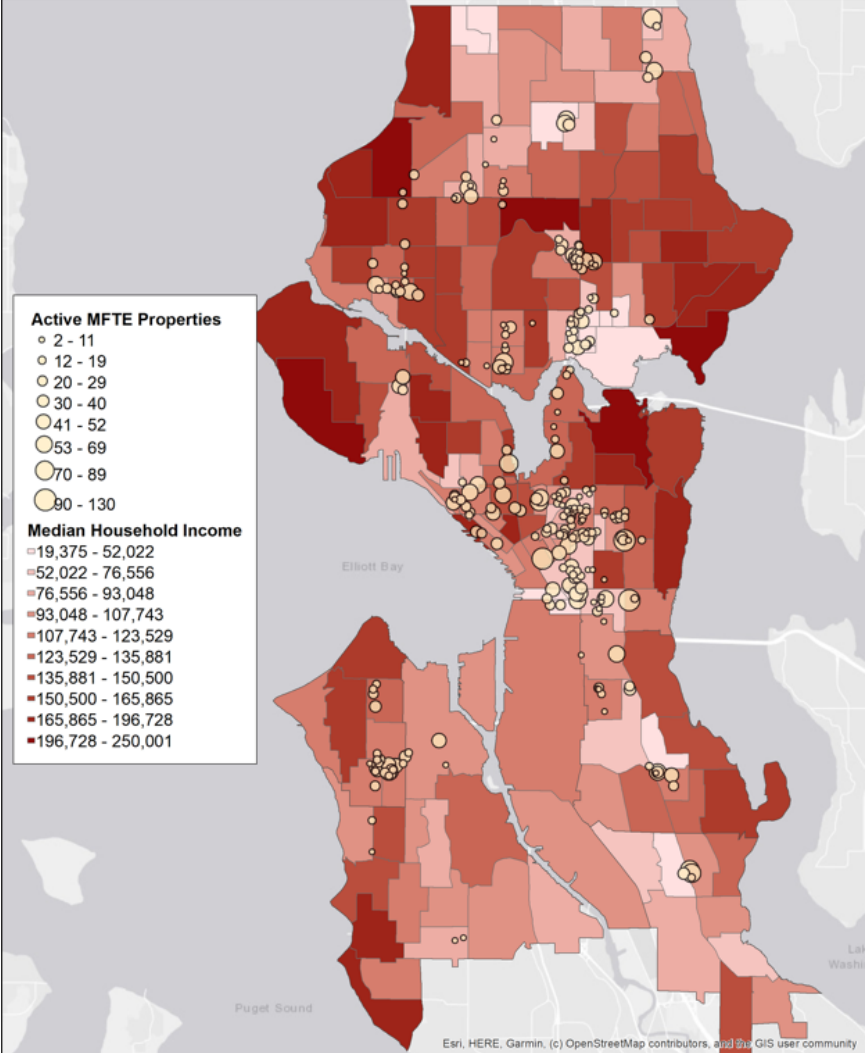 Active MFTE Properties
2 - 11
12 - 19
20 - 29
30 - 40
41 - 52
53 - 69
70 - 89
90 - 130
Median Household Income
19,375 - 52,022
52,022 - 76,556
76,556 - 93,048
93,048 - 107,743
107,743 - 123,529
123,529 - 135,881
135,881 - 150,500
150,500 - 165,865
165,865 - 196,728
196,728 - 250,001
Elliott Bay
Puget Sound
Lak
Washi
Esri, HERE, Garmin, (c) OpenStreetMap contributors, and the GIS user community